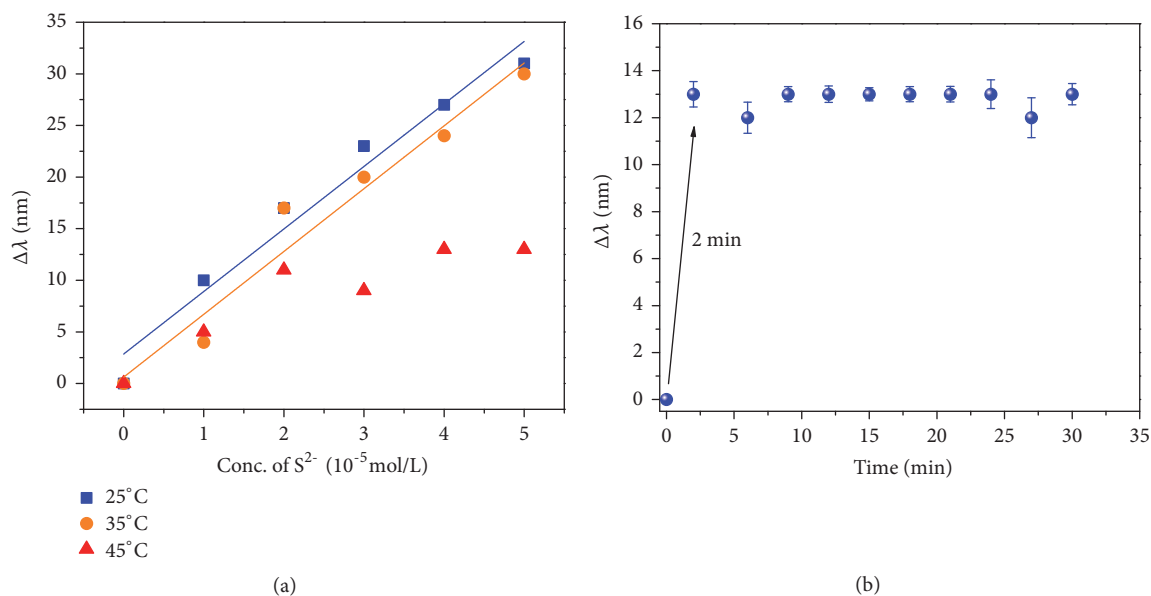 35
30
25
20
15
10
5
0
Δλ (nm)
0 1 2 3 4 5
Conc. of S²⁻ (10⁻⁵mol/L)
25°C
35°C
45°C
(a)
16
14
12
10
8
6
4
2
0
Δλ (nm)
2 min
0 5 10 15 20 25 30 35
Time (min)
(b)